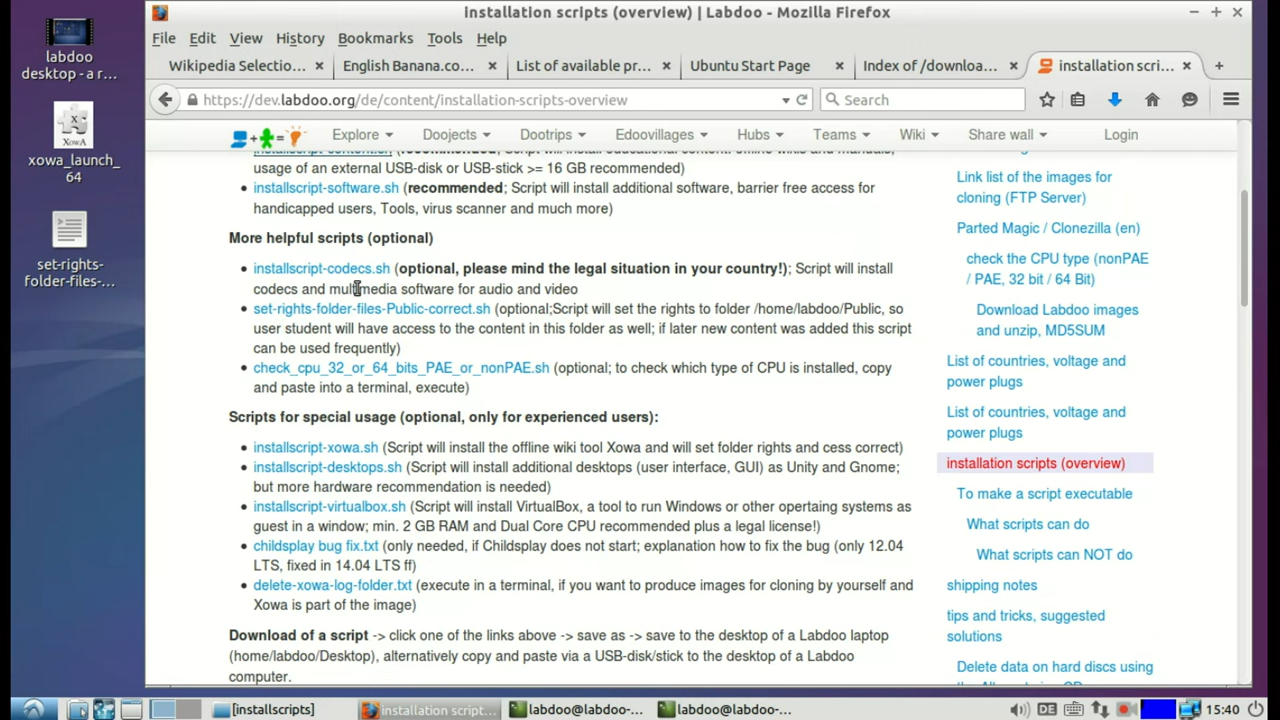 installation scripts (overview) | Labdoo - Mozilla Firefox
File Edit View History Bookmarks Tools Help
Wikipedia Selectio... × English Banana.co... × List of available pr... × Ubuntu Start Page × Index of /downloa... × installation scri... × +
https://dev.labdoo.org/de/content/installation-scripts-overview Search
Explore Doojects Dootrips Edoovillages Hubs Teams Wiki Share wall Login
installscript-content.sh (recommended; Script will install educational content: offline wikis and manuals,
usage of an external USB-disk or USB-stick >= 16 GB recommended)
installscript-software.sh (recommended; Script will install additional software, barrier free access for
handicapped users, Tools, virus scanner and much more)
More helpful scripts (optional)
installscript-codecs.sh (optional, please mind the legal situation in your country!); Script will install
codecs and multimedia software for audio and video
set-rights-folder-files-Public-correct.sh (optional;Script will set the rights to folder /home/labdoo/Public, so
user student will have access to the content in this folder as well; if later new content was added this script
can be used frequently)
check_cpu_32_or_64_bits_PAE_or_nonPAE.sh (optional; to check which type of CPU is installed, copy
and paste into a terminal, execute)
Scripts for special usage (optional, only for experienced users):
installscript-xowa.sh (Script will install the offline wiki tool Xowa and will set folder rights and cess correct)
installscript-desktops.sh (Script will install additional desktops (user interface, GUI) as Unity and Gnome;
but more hardware recommendation is needed)
installscript-virtualbox.sh (Script will install VirtualBox, a tool to run Windows or other opertaing systems as
guest in a window; min. 2 GB RAM and Dual Core CPU recommended plus a legal license!)
childsplay bug fix.txt (only needed, if Childsplay does not start; explanation how to fix the bug (only 12.04
LTS, fixed in 14.04 LTS ff)
delete-xowa-log-folder.txt (execute in a terminal, if you want to produce images for cloning by yourself and
Xowa is part of the image)
Download of a script -> click one of the links above -> save as -> save to the desktop of a Labdoo laptop
(home/labdoo/Desktop), alternatively copy and paste via a USB-disk/stick to the desktop of a Labdoo
computer.
Link list of the images for
cloning (FTP Server)
Parted Magic / Clonezilla (en)
check the CPU type (nonPAE
/ PAE, 32 bit / 64 Bit)
Download Labdoo images
and unzip, MD5SUM
List of countries, voltage and
power plugs
List of countries, voltage and
power plugs
installation scripts (overview)
To make a script executable
What scripts can do
What scripts can NOT do
shipping notes
tips and tricks, suggested
solutions
Delete data on hard discs using
labdoo
desktop - a r...
XOWA
xowa_launch_
64
set-rights-
folder-files-...
[installscripts] installation script... labdoo@labdoo-... labdoo@labdoo-... DE 15:40